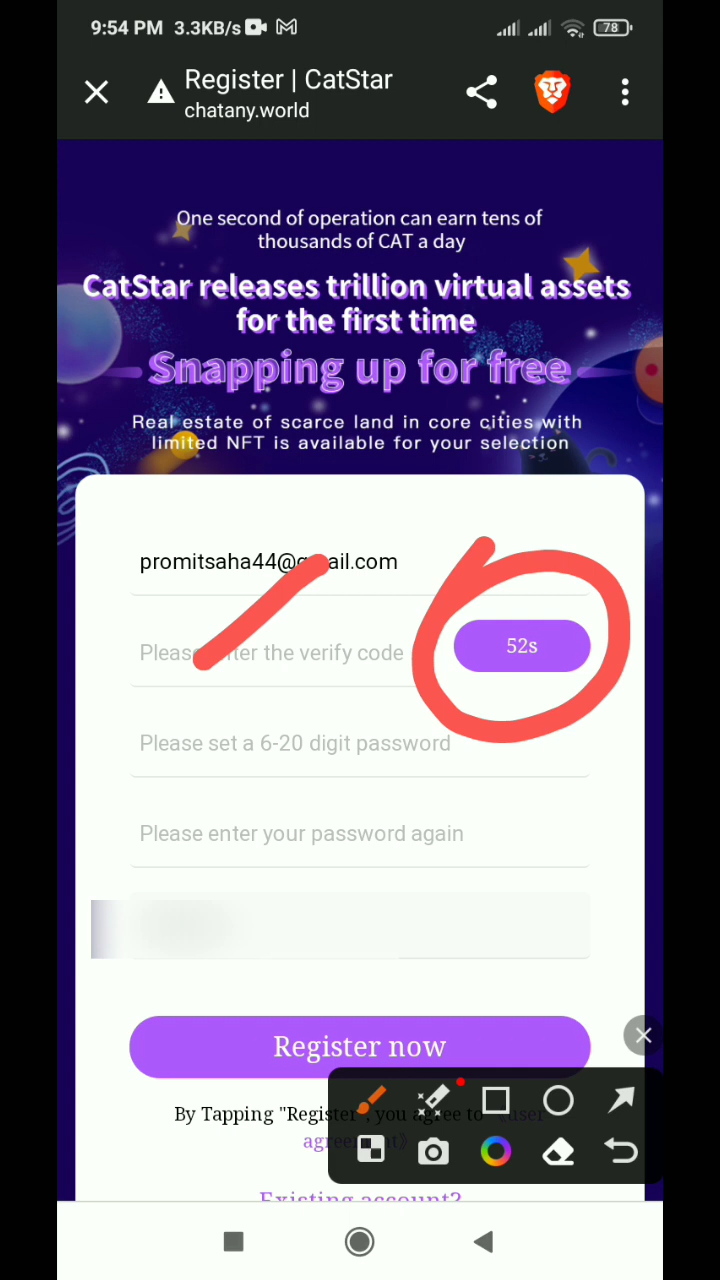 9:54 PM 3.3KB/s
78
Register | CatStar
chatany.world
One second of operation can earn tens of
thousands of CAT a day
CatStar releases trillion virtual assets
for the first time
Snapping up for free
Real estate of scarce land in core cities with
limited NFT is available for your selection
promitsaha44@gmail.com
Please enter the verify code
52s
Please set a 6-20 digit password
Please enter your password again
Register now
By Tapping "Register", you agree to 《user
agreement》
Existing account?